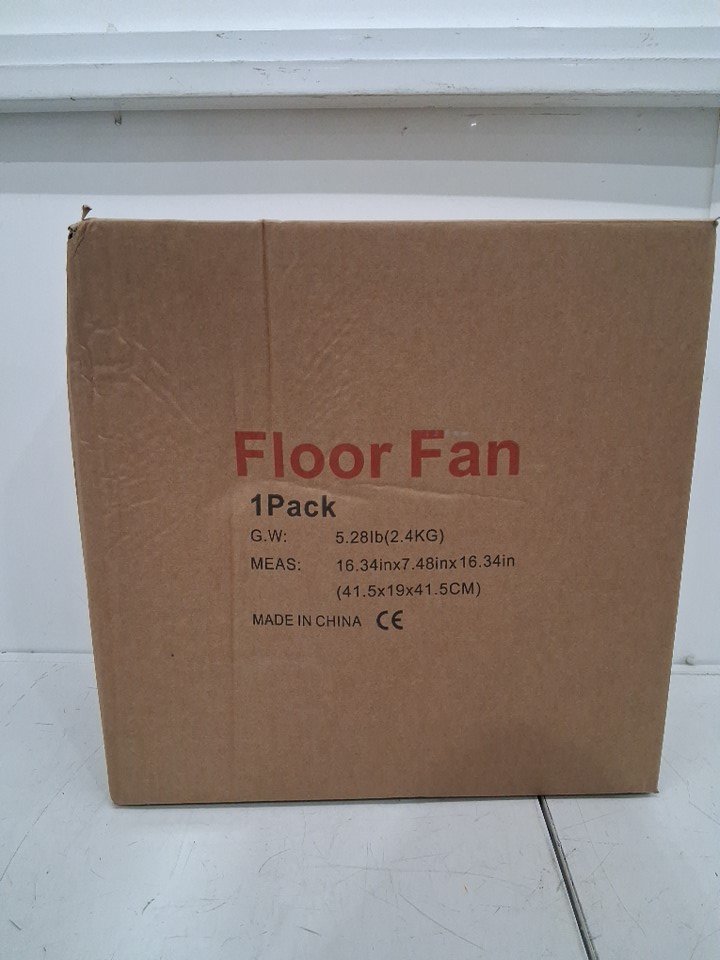 Floor Fan
1Pack
G.W: 5.28lb(2.4KG)
MEAS: 16.34inx7.48inx16.34in
(41.5x19x41.5CM)
MADE IN CHINA CE